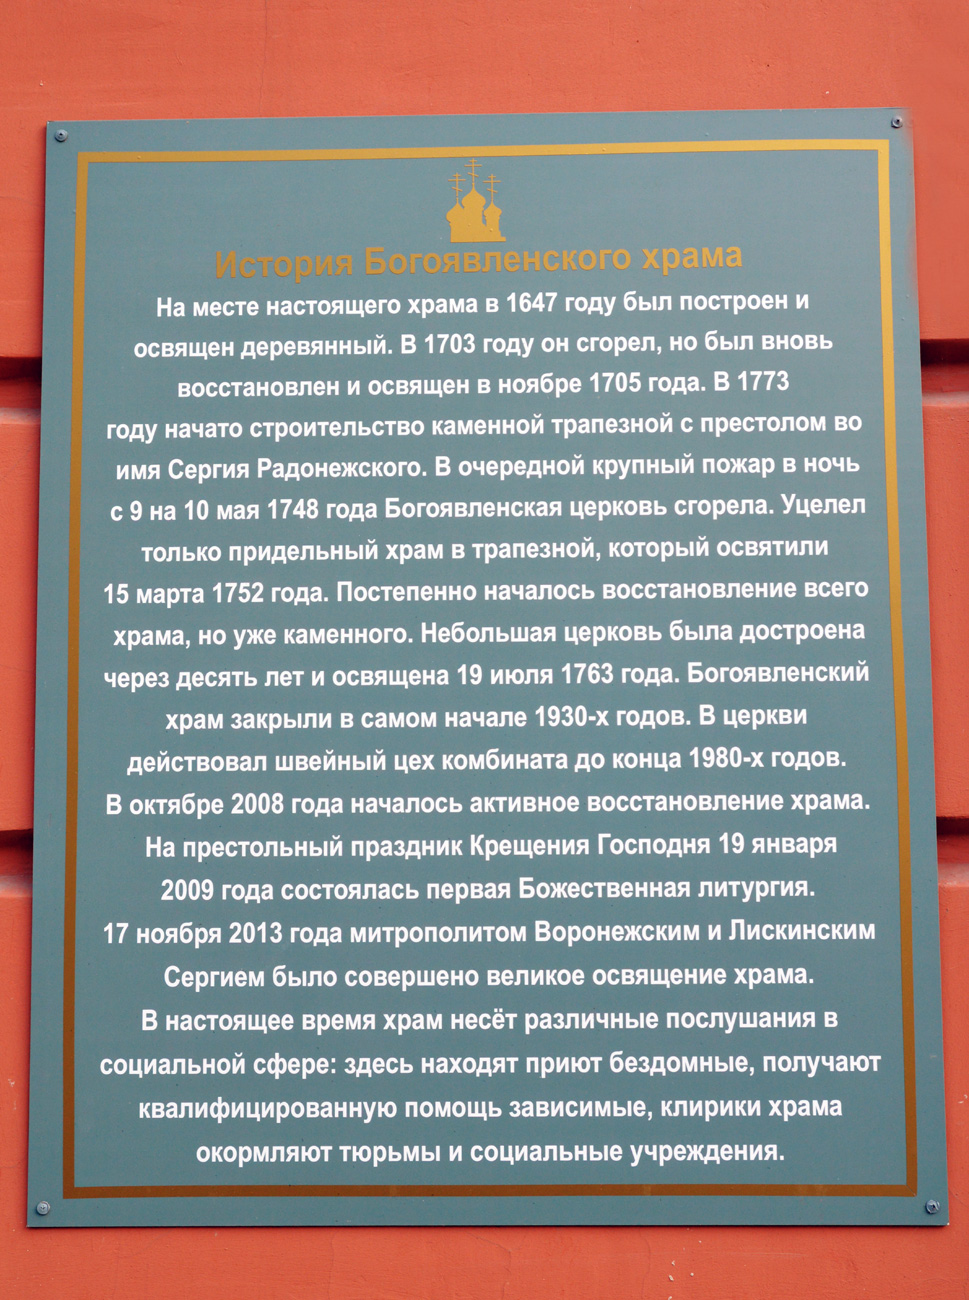 История Богоявленского храма
На месте настоящего храма в 1647 году был построен и
освящен деревянный. В 1703 году он сгорел, но был вновь
восстановлен и освящен в ноябре 1705 года. В 1773
году начато строительство каменной трапезной с престолом во
имя Сергия Радонежского. В очередной крупный пожар в ночь
с 9 на 10 мая 1748 года Богоявленская церковь сгорела. Уцелел
только придельный храм в трапезной, который освятили
15 марта 1752 года. Постепенно началось восстановление всего
храма, но уже каменного. Небольшая церковь была достроена
через десять лет и освящена 19 июля 1763 года. Богоявленский
храм закрыли в самом начале 1930-х годов. В церкви
действовал швейный цех комбината до конца 1980-х годов.
В октябре 2008 года началось активное восстановление храма.
На престольный праздник Крещения Господня 19 января
2009 года состоялась первая Божественная литургия.
17 ноября 2013 года митрополитом Воронежским и Лискинским
Сергием было совершено великое освящение храма.
В настоящее время храм несёт различные послушания в
социальной сфере: здесь находят приют бездомные, получают
квалифицированную помощь зависимые, клирики храма
окормляют тюрьмы и социальные учреждения.